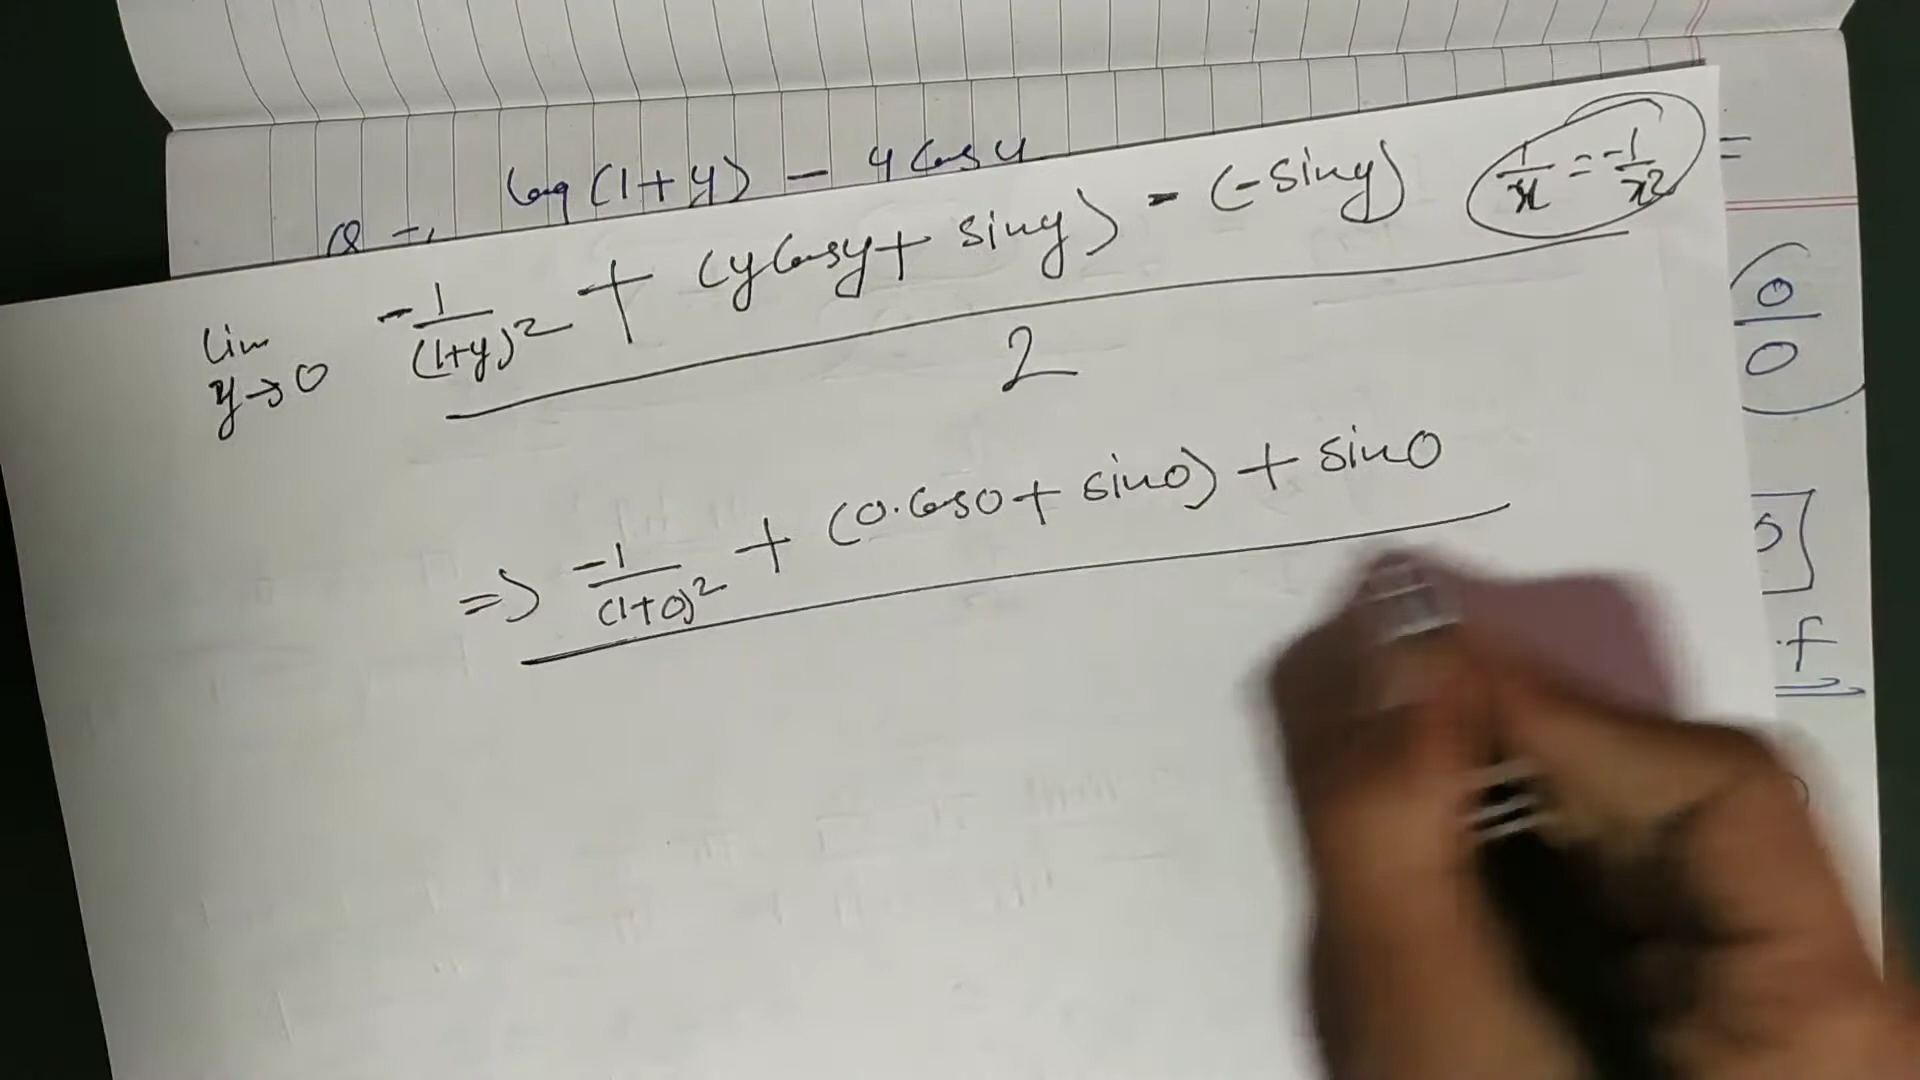 log (1+y) - y cos y
lim y→0 -1/(1+y)² + (y cos y + sin y) - (-sin y)
2
1/x = -1/x²
=
0/0
=> -1/(1+0)² + (0.cos0 + sin0) + sin0
.f